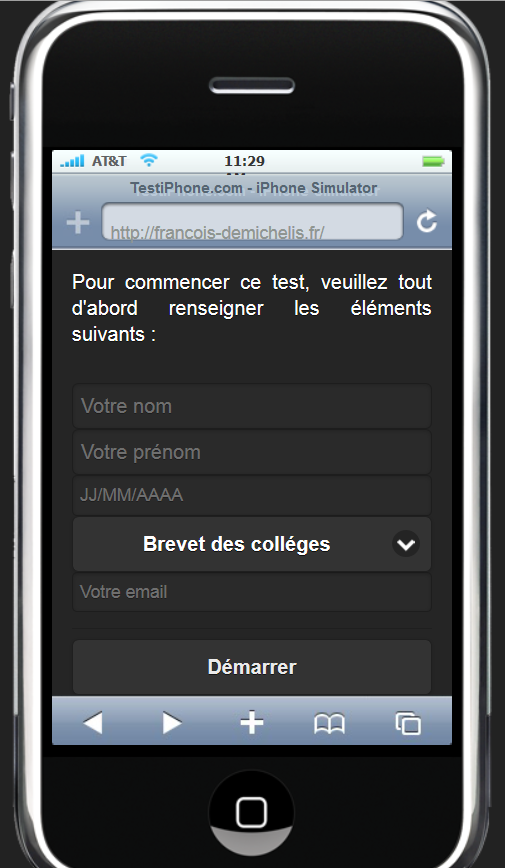 AT&T 11:29
TestiPhone.com - iPhone Simulator
http://francois-demichelis.fr/
Pour commencer ce test, veuillez tout
d'abord renseigner les éléments
suivants :
Votre nom
Votre prénom
JJ/MM/AAAA
Brevet des colléges
Votre email
Démarrer